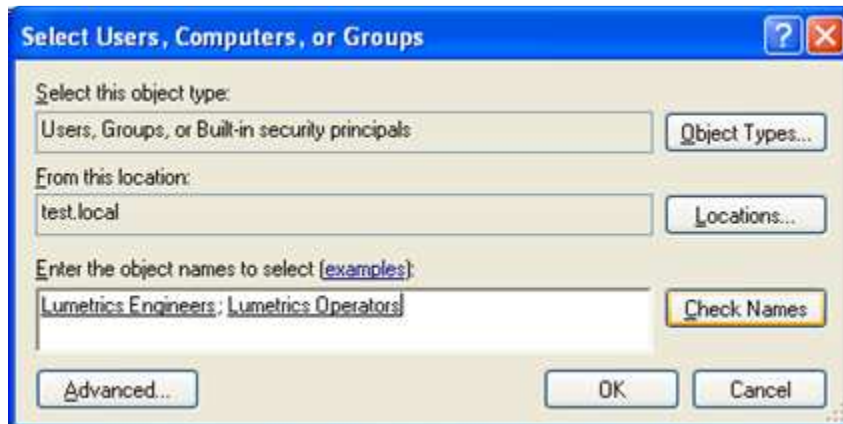 Select Users, Computers, or Groups
Select this object type:
Users, Groups, or Built-in security principals
Object Types...
From this location:
test.local
Locations...
Enter the object names to select (examples):
Lumetrics Engineers; Lumetrics Operators
Check Names
Advanced...
OK
Cancel